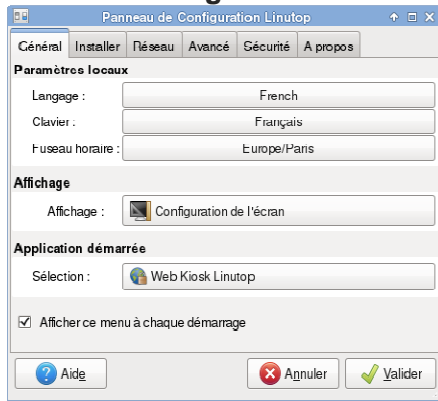 Panneau de Configuration Linutop
Général Installer Réseau Avancé Sécurité A propos
Paramètres locaux
Langage : French
Clavier : Français
Fuseau horaire : Europe/Paris
Affichage
Affichage : Configuration de l'écran
Application démarrée
Sélection : Web Kiosk Linutop
Afficher ce menu à chaque démarrage
Aide Annuler Valider